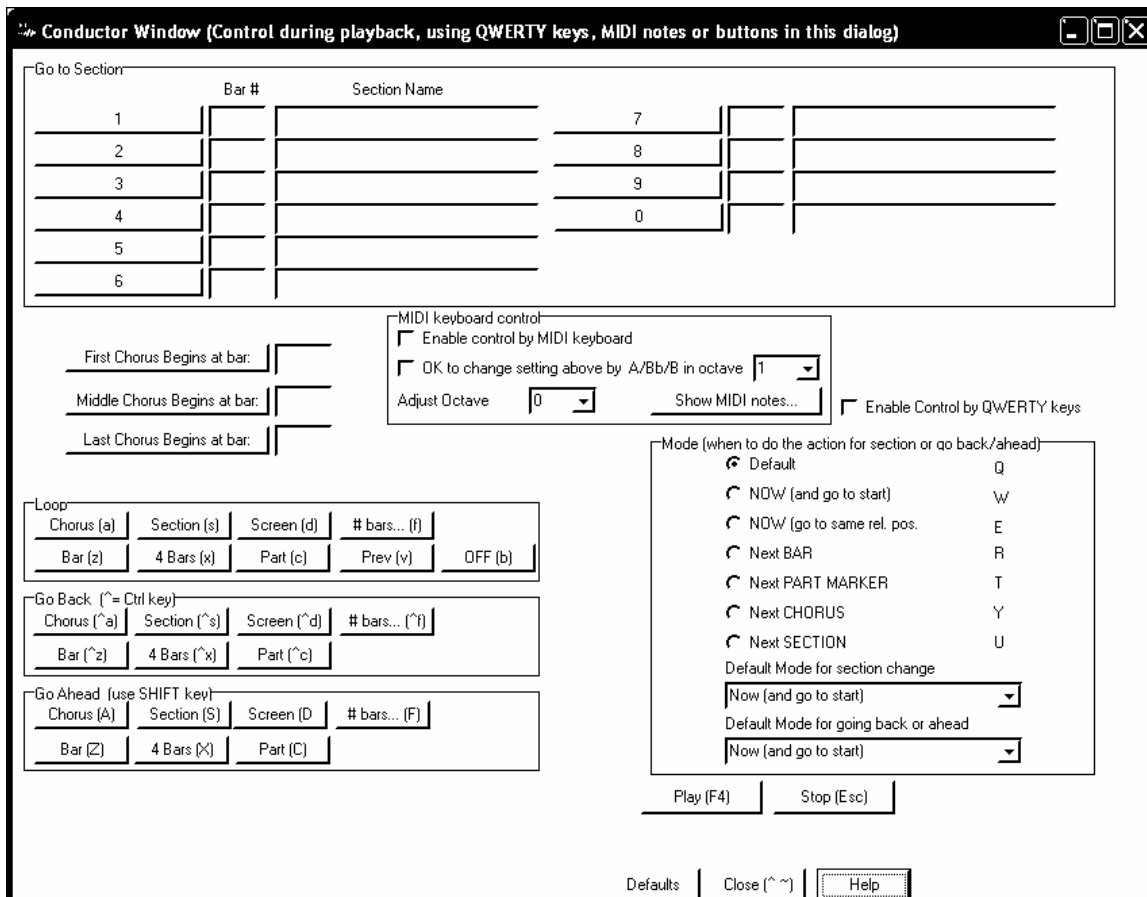 Conductor Window (Control during playback, using QWERTY keys, MIDI notes or buttons in this dialog)
Go to Section
Bar # Section Name
1 7
2 8
3 9
4 0
5
6
MIDI keyboard control
Enable control by MIDI keyboard
First Chorus Begins at bar:
OK to change setting above by A/Bb/B in octave 1
Middle Chorus Begins at bar:
Adjust Octave 0 Show MIDI notes...
Enable Control by QWERTY keys
Last Chorus Begins at bar:
Mode (when to do the action for section or go back/ahead)
Default Q
NOW (and go to start) W
NOW (go to same rel. pos. E
Next BAR R
Next PART MARKER T
Next CHORUS Y
Next SECTION U
Default Mode for section change
Now (and go to start)
Default Mode for going back or ahead
Now (and go to start)
Loop
Chorus (a) Section (s) Screen (d) # bars... (f)
Bar (z) 4 Bars (x) Part (c) Prev (v) OFF (b)
Go Back (^= Ctrl key)
Chorus (^a) Section (^s) Screen (^d) # bars... (^f)
Bar (^z) 4 Bars (^x) Part (^c)
Go Ahead (use SHIFT key)
Chorus (A) Section (S) Screen (D # bars... (F)
Bar (Z) 4 Bars (X) Part (C)
Play (F4) Stop (Esc)
Defaults Close (^ ~) Help